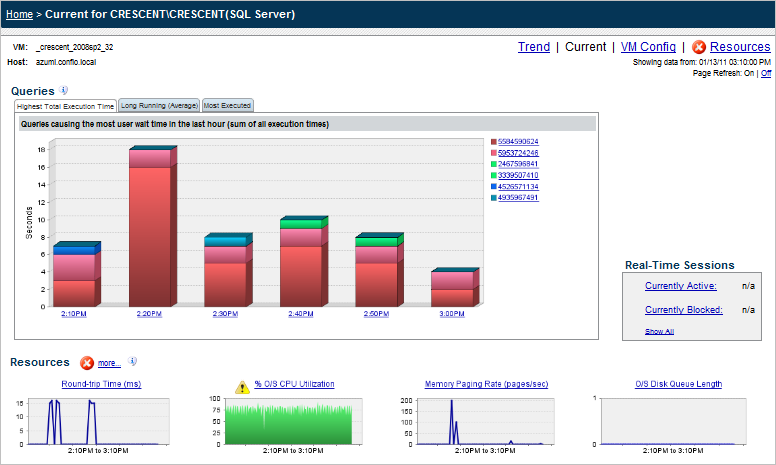 Home > Current for CRESCENT\CRESCENT(SQL Server)
VM: _crescent_2008sp2_32
Host: azumi.confio.local
Trend | Current | VM Config | Resources
Showing data from: 01/13/11 03:10:00 PM
Page Refresh: On | Off
Queries
Highest Total Execution Time
Long Running (Average)
Most Executed
Queries causing the most user wait time in the last hour (sum of all execution times)
18
16
14
12
10
8
6
4
2
0
Seconds
2:10PM
2:20PM
2:30PM
2:40PM
2:50PM
3:00PM
5584590624
5953724246
2467596841
3339507410
4526571134
4935967491
Real-Time Sessions
Currently Active: n/a
Currently Blocked: n/a
Show All
Resources more...
Round-trip Time (ms)
15
10
5
0
2:10PM to 3:10PM
% O/S CPU Utilization
100
75
50
25
0
2:10PM to 3:10PM
Memory Paging Rate (pages/sec)
200
150
100
50
0
2:10PM to 3:10PM
O/S Disk Queue Length
1
0
2:10PM to 3:10PM